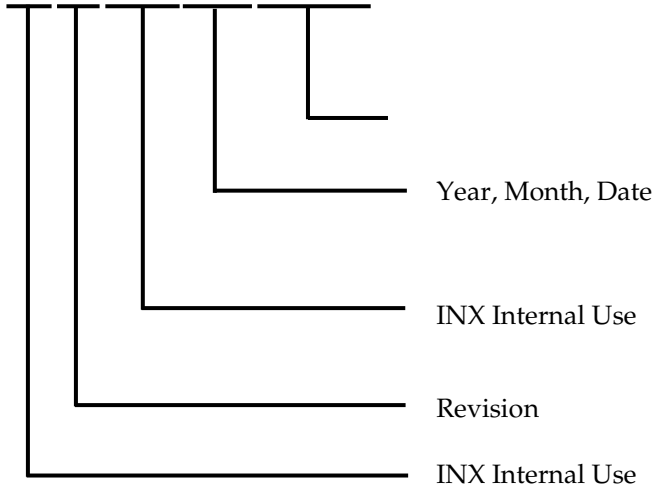 Year, Month, Date
INX Internal Use
Revision
INX Internal Use